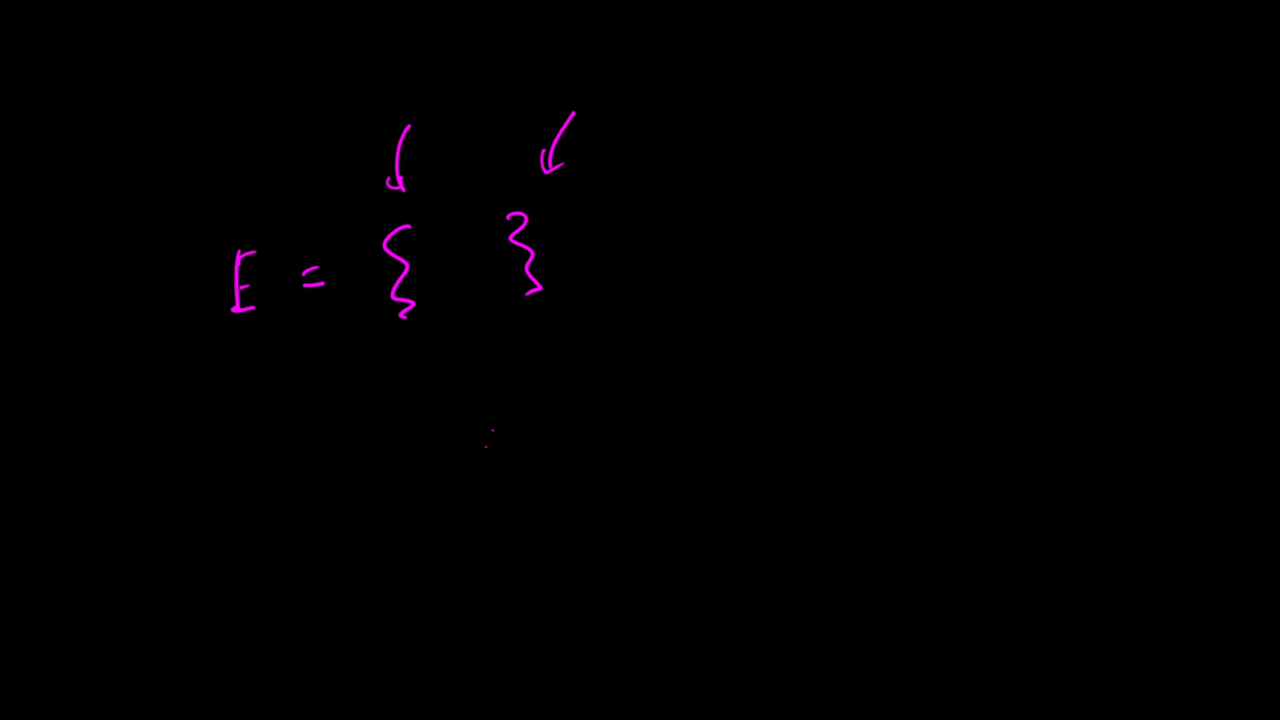 E = { }